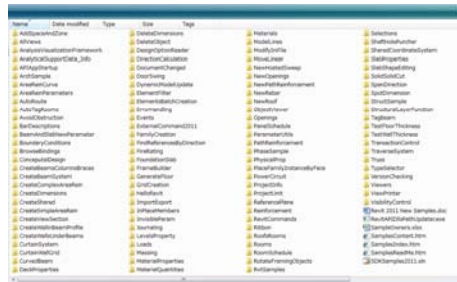 Name Date modified Type Size Tags
AddSpaceAndZone
AllViews
AnalysisVisualizationFramework
AnalyticalSupportData_Info
ArchSample
AreaReinCurve
AreaReinParameters
AutoRoute
AutoTagRooms
AvoidObstruction
BarDescriptions
BeamAndSlabNewParameter
BoundaryConditions
BrowseBindings
ConceptualDesign
CreateBeamsColumnsBraces
CreateBeamSystem
CreateComplexAreaRein
CreateDimensions
CreateShared
CreateSimpleAreaRein
CreateViewSection
CreateWallinBeamProfile
CreateWallsUnderBeams
CurtainSystem
CurtainWallGrid
CurvedBeam
DeckProperties
DeleteDimensions
DeleteObject
DesignOptionReader
DirectionCalculation
DocumentChanged
DoorSwing
DynamicModelUpdate
ElementFilter
ElementsBatchCreation
ErrorHandling
Events
ExternalCommand2011
FamilyCreation
FindReferencesByDirection
FireRating
FoundationSlab
FrameBuilder
GenerateFloor
GridCreation
HelloRevit
ImportExport
InPlaceMembers
InvisibleParam
Journaling
LevelsProperty
Loads
Massing
MaterialProperties
MaterialQuantities
Materials
ModelLines
ModifyIniFile
MoveLinear
NewHostedSweep
NewOpenings
NewPathReinforcement
NewRebar
NewRoof
ObjectViewer
Openings
PanelSchedule
ParameterUtils
PathReinforcement
PhaseSample
PhysicalProp
PlaceFamilyInstanceByFace
PowerCircuit
ProjectInfo
ProjectUnit
ReferencePlane
Reinforcement
RevitCommands
Ribbon
RoofsRooms
Rooms
RoomSchedule
RotateFramingObjects
RvtSamples
Selections
ShaftHolePuncher
SharedCoordinateSystem
SlabProperties
SlabShapeEditing
SolidSolidCut
SpanDirection
SpotDimension
StructSample
StructuralLayerFunction
TagBeam
TestFloorThickness
TestWallThickness
TransactionControl
TraverseSystem
Truss
TypeSelector
VersionChecking
Viewers
ViewPrinter
VisibilityControl
Revit 2011 New Samples.doc
SamplesOwners.xlsx
SamplesContent.htm
SamplesIndex.htm
SamplesReadMe.htm
SDKSamples2011.sln